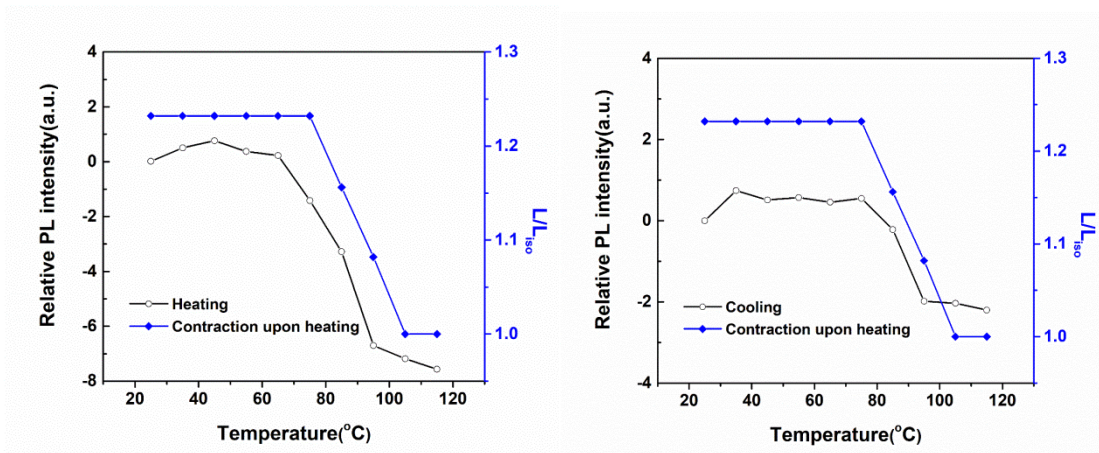 4
2
0
-2
-4
-6
-8
Relative PL intensity(a.u.)
1.3
1.2
1.1
1.0
L/Liso
Heating
Contraction upon heating
20 40 60 80 100 120
Temperature(oC)
4
2
0
-2
-4
Relative PL intensity(a.u.)
1.3
1.2
1.1
1.0
L/Liso
Cooling
Contraction upon heating
20 40 60 80 100 120
Temperature(oC)